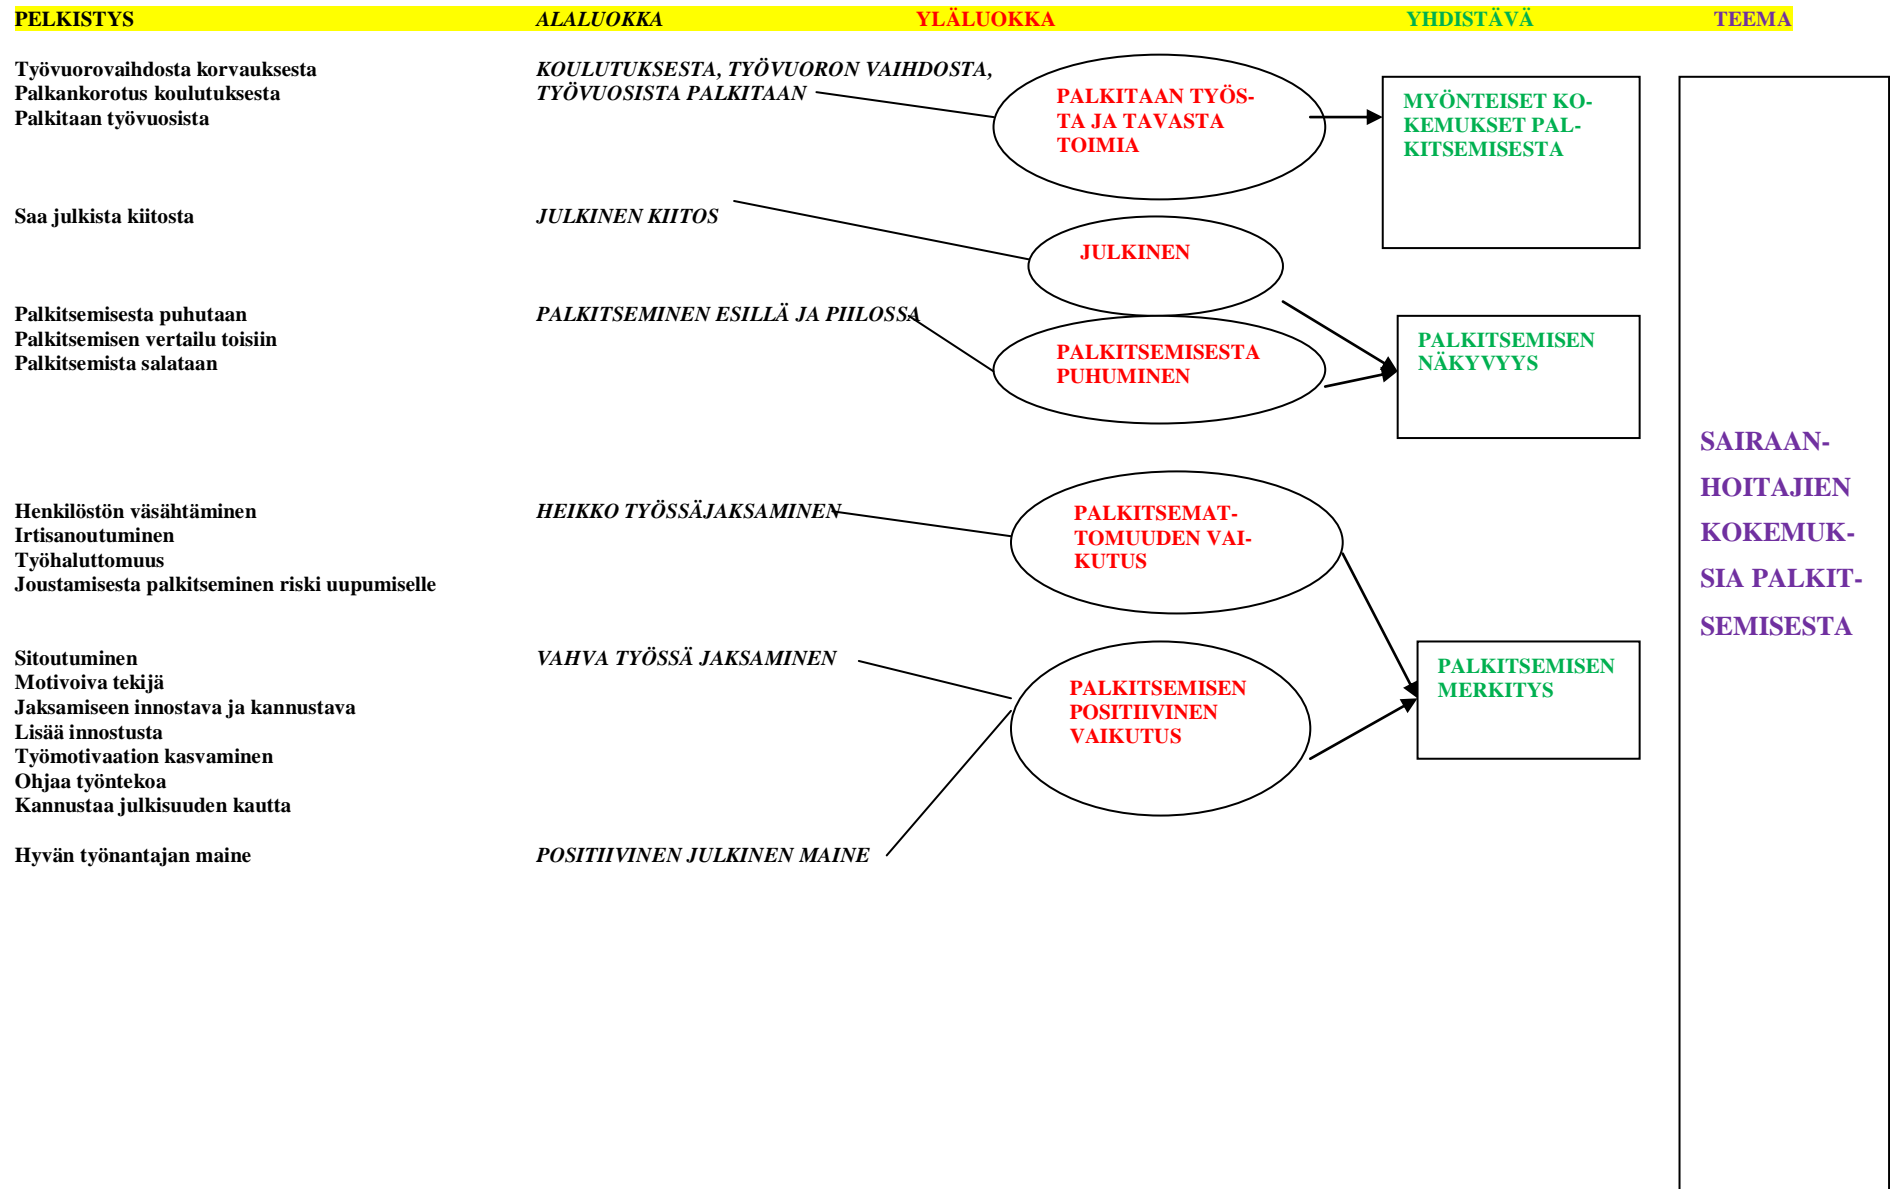 PELKISTYS ALALUOKKA YLÄLUOKKA YHDISTÄVÄ TEEMA
Työvuorovaihdosta korvauksesta
Palkankorotus koulutuksesta
Palkitaan työvuosista
KOULUTUKSESTA, TYÖVUORON VAIHDOSTA,
TYÖVUOSISTA PALKITAAN
PALKITAAN TYÖS-
TA JA TAVASTA
TOIMIA
MYÖNTEISET KO-
KEMUKSET PAL-
KITSEMISESTA
Saa julkista kiitosta
JULKINEN KIITOS
JULKINEN
Palkitsemisesta puhutaan
Palkitsemisen vertailu toisiin
Palkitsemista salataan
PALKITSEMINEN ESILLÄ JA PIILOSSA
PALKITSEMISESTA
PUHUMINEN
PALKITSEMISEN
NÄKYVYYS
Henkilöstön väsähtäminen
Irtisanoutuminen
Työhaluttomuus
Joustamisesta palkitseminen riski uupumiselle
HEIKKO TYÖSSÄJAKSAMINEN
PALKITSEMAT-
TOMUUDEN VAI-
KUTUS
Sitoutuminen
Motivoiva tekijä
Jaksamiseen innostava ja kannustava
Lisää innostusta
Työmotivaation kasvaminen
Ohjaa työntekoa
Kannustaa julkisuuden kautta
VAHVA TYÖSSÄ JAKSAMINEN
PALKITSEMISEN
POSITIIVINEN
VAIKUTUS
PALKITSEMISEN
MERKITYS
Hyvän työnantajan maine
POSITIIVINEN JULKINEN MAINE
SAIRAAN-
HOITAJIEN
KOKEMUK-
SIA PALKIT-
SEMISESTA